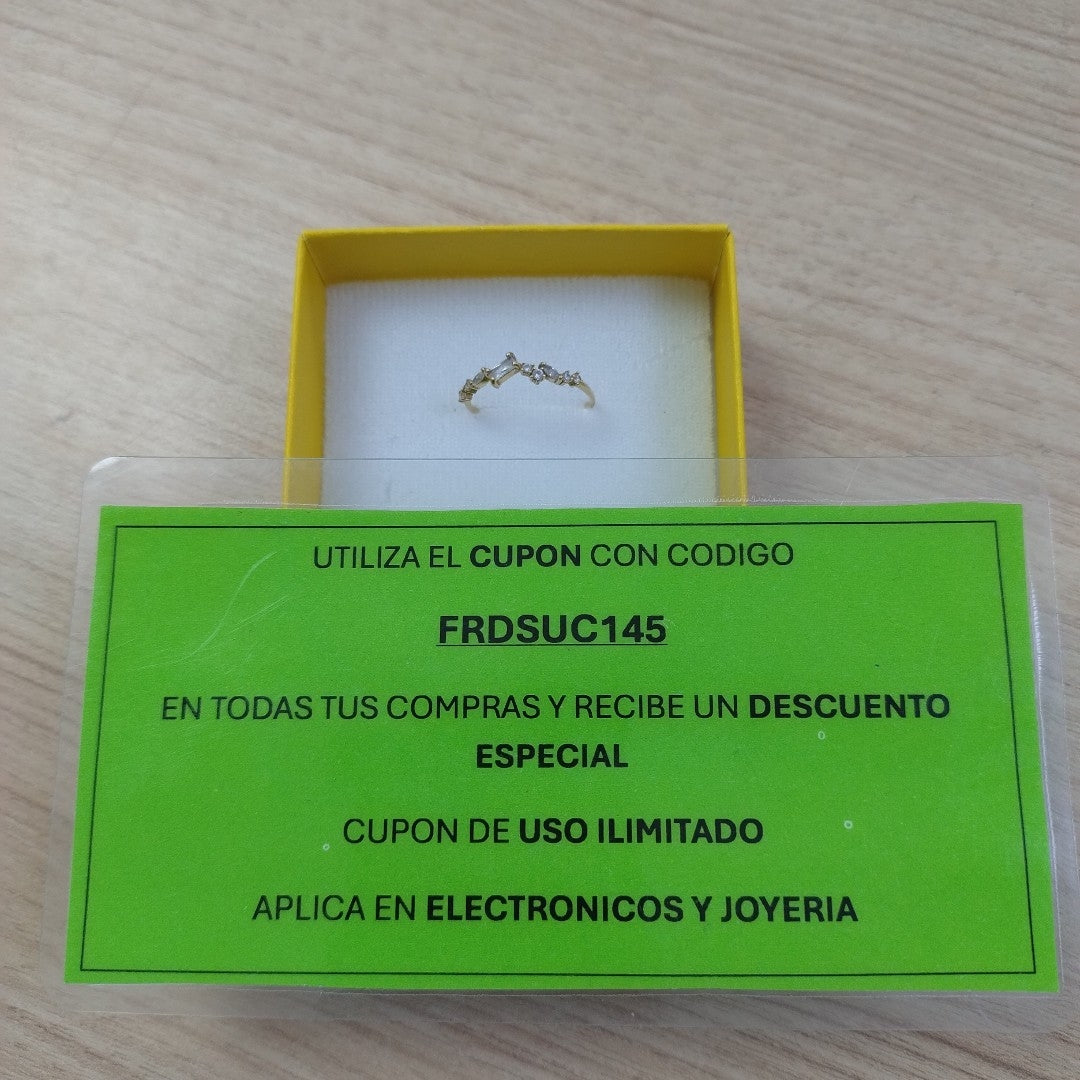 UTILIZA EL CUPON CON CODIGO
FRDSUC145
EN TODAS TUS COMPRAS Y RECIBE UN DESCUENTO
ESPECIAL
CUPON DE USO ILIMITADO
APLICA EN ELECTRONICOS Y JOYERIA